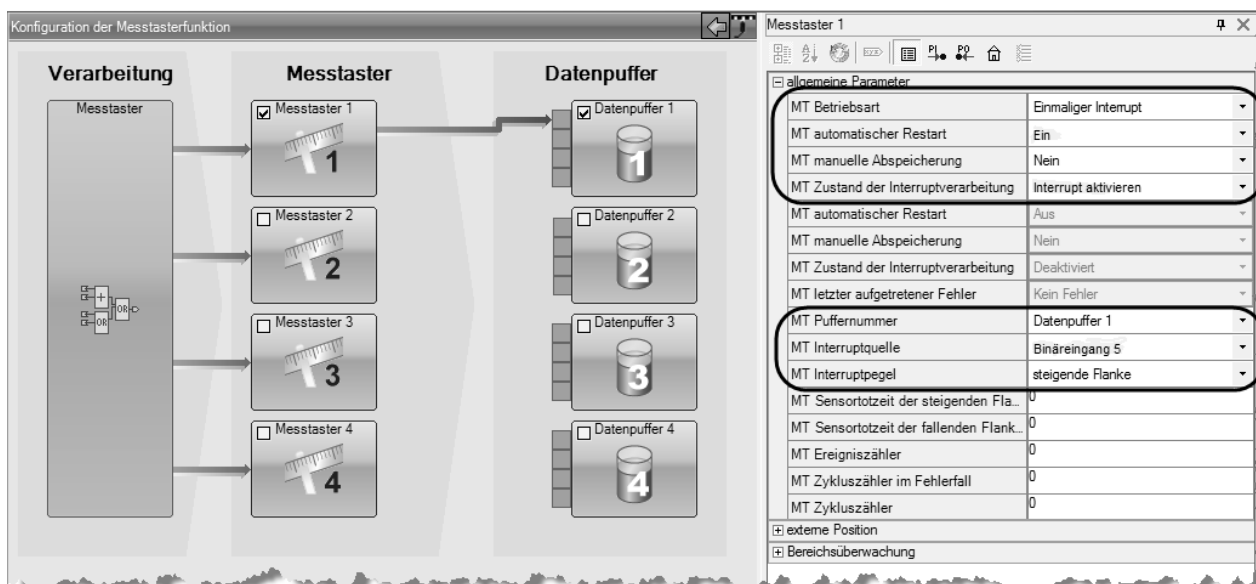 Konfiguration der Messtasterfunktion
Verarbeitung
Messtaster
Datenpuffer
Messtaster
OR
OR
Messtaster 1
1
Messtaster 2
2
Messtaster 3
3
Messtaster 4
4
Datenpuffer 1
1
Datenpuffer 2
2
Datenpuffer 3
3
Datenpuffer 4
4
Messtaster 1
allgemeine Parameter
MT Betriebsart Einmaliger Interrupt
MT automatischer Restart Ein
MT manuelle Abspeicherung Nein
MT Zustand der Interruptverarbeitung Interrupt aktivieren
MT automatischer Restart Aus
MT manuelle Abspeicherung Nein
MT Zustand der Interruptverarbeitung Deaktiviert
MT letzter aufgetretener Fehler Kein Fehler
MT Puffernummer Datenpuffer 1
MT Interruptquelle Binäreingang 5
MT Interruptpegel steigende Flanke
MT Sensortotzeit der steigenden Fla... 0
MT Sensortotzeit der fallenden Flank... 0
MT Ereigniszähler 0
MT Zykluszähler im Fehlerfall 0
MT Zykluszähler 0
externe Position
Bereichsüberwachung